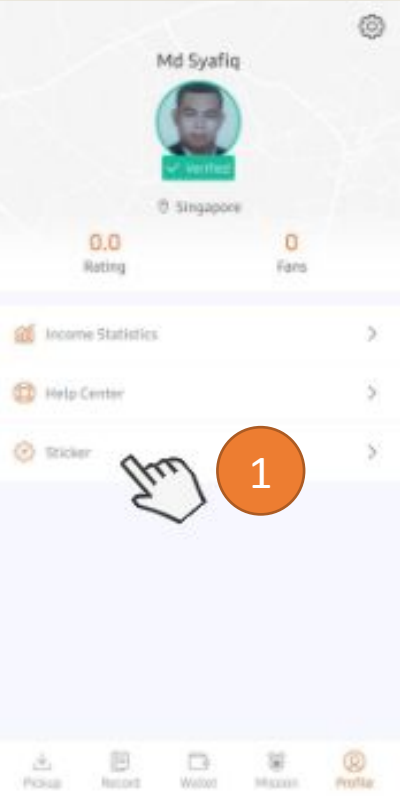 Md Syafiq
Verified
Singapore
0.0
Rating
0
Fans
Income Statistics
Help Center
Sticker
1
Pickup
Record
Wallet
Mission
Profile